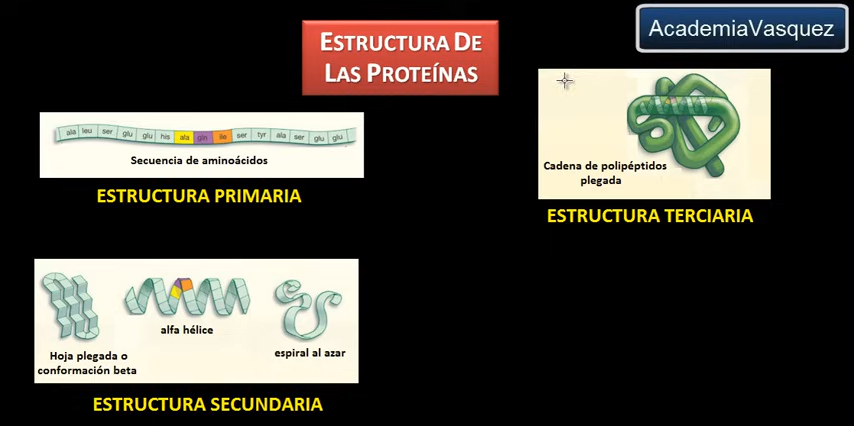 AcademiaVasquez
ESTRUCTURA DE
LAS PROTEÍNAS
ala leu ser glu glu his ala gln ile ser tyr ala ser glu glu
Secuencia de aminoácidos
ESTRUCTURA PRIMARIA
Cadena de polipéptidos
plegada
ESTRUCTURA TERCIARIA
Hoja plegada o
conformación beta
alfa hélice
espiral al azar
ESTRUCTURA SECUNDARIA